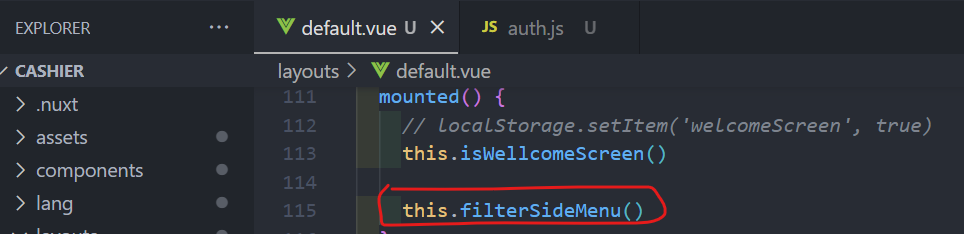 EXPLORER ...
default.vue U ×
JS auth.js U
CASHIER
layouts > default.vue
> .nuxt
> assets
> components
> lang
111 mounted() {
112 // localStorage.setItem('welcomeScreen', true)
113 this.isWellcomeScreen()
114
115 this.filterSideMenu()